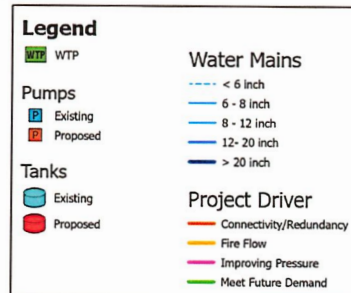 Legend
WTP WTP
Pumps
P Existing
P Proposed
Tanks
Existing
Proposed
Water Mains
< 6 inch
6 - 8 inch
8 - 12 inch
12- 20 inch
> 20 inch
Project Driver
Connectivity/Redundancy
Fire Flow
Improving Pressure
Meet Future Demand